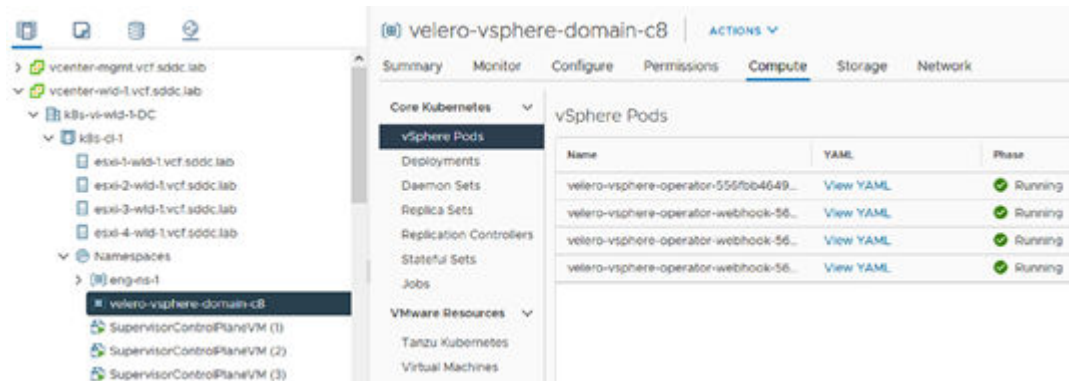 velero-vsphere-domain-c8
ACTIONS
vcenter-mgmt.vcf.sddc.lab
vcenter-wld-1.vcf.sddc.lab
k8s-vi-wld-1-DC
k8s-cl-1
esxi-1-wld-1.vcf.sddc.lab
esxi-2-wld-1.vcf.sddc.lab
esxi-3-wld-1.vcf.sddc.lab
esxi-4-wld-1.vcf.sddc.lab
Namespaces
eng-ns-1
velero-vsphere-domain-c8
SupervisorControlPlaneVM (1)
SupervisorControlPlaneVM (2)
SupervisorControlPlaneVM (3)
Summary Monitor Configure Permissions Compute Storage Network
Core Kubernetes
vSphere Pods
Deployments
Daemon Sets
Replica Sets
Replication Controllers
Stateful Sets
Jobs
VMware Resources
Tanzu Kubernetes
Virtual Machines
vSphere Pods
Name YAML Phase
velero-vsphere-operator-556fbb4649... View YAML Running
velero-vsphere-operator-webhook-56... View YAML Running
velero-vsphere-operator-webhook-56... View YAML Running
velero-vsphere-operator-webhook-56... View YAML Running